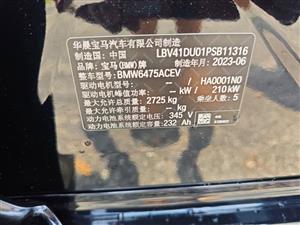 华晨宝马汽车有限公司制造
制造国:中国 LBV41DU01PSB11316
品牌:宝马(BMW)牌 制造年月:2023-06
整车型号:BMW6475ACEV
驱动电机型号: — / HA0001N0
驱动电机峰值功率: — kW / 210 kW
最大允许总质量:2725 kg 乘坐人数:5
最大允许牵引质量: — kg
动力电池系统额定电压:345 V
动力电池系统额定容量:232 Ah